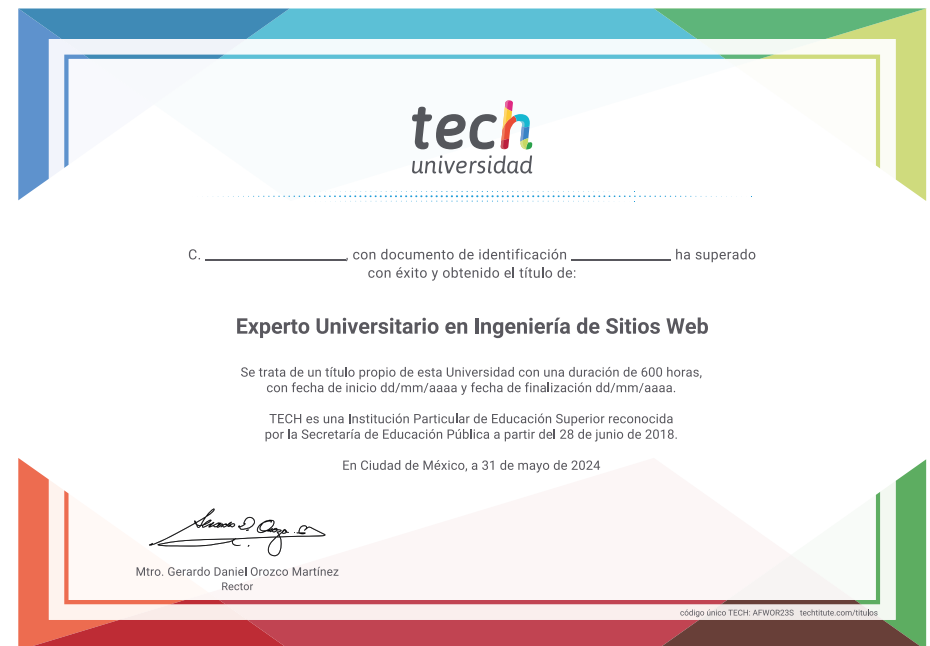 tech
universidad
C. ____________, con documento de identificación __________ ha superado
con éxito y obtenido el título de:
Experto Universitario en Ingeniería de Sitios Web
Se trata de un título propio de esta Universidad con una duración de 600 horas,
con fecha de inicio dd/mm/aaaa y fecha de finalización dd/mm/aaaa.
TECH es una Institución Particular de Educación Superior reconocida
por la Secretaría de Educación Pública a partir del 28 de junio de 2018.
En Ciudad de México, a 31 de mayo de 2024
Mtro. Gerardo Daniel Orozco Martínez
Rector
código único TECH: AFWOR23S techtitute.com/titulos